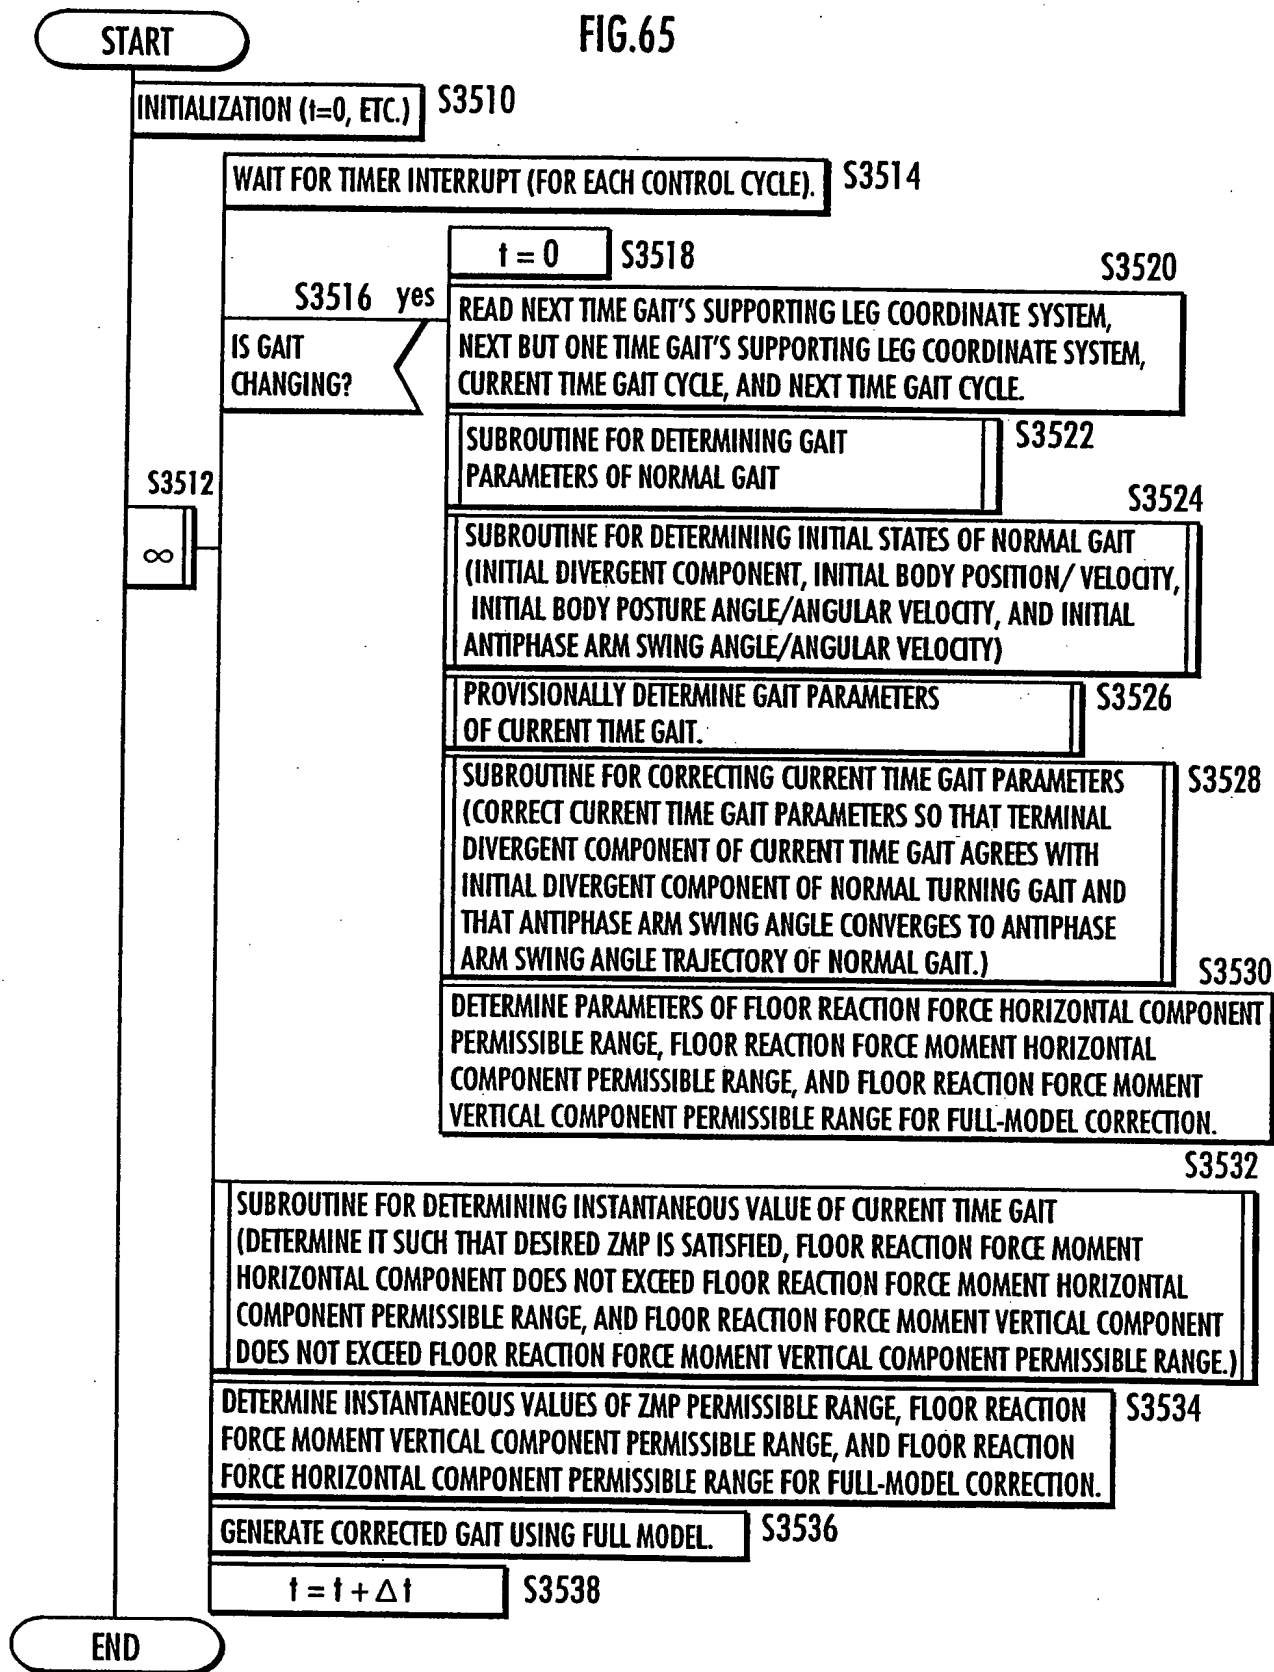 FIG.65
START
INITIALIZATION (t=0, ETC.)
S3510
WAIT FOR TIMER INTERRUPT (FOR EACH CONTROL CYCLE).
S3514
t = 0
S3518
S3520
S3516 yes
IS GAIT
CHANGING?
READ NEXT TIME GAIT'S SUPPORTING LEG COORDINATE SYSTEM,
NEXT BUT ONE TIME GAIT'S SUPPORTING LEG COORDINATE SYSTEM,
CURRENT TIME GAIT CYCLE, AND NEXT TIME GAIT CYCLE.
SUBROUTINE FOR DETERMINING GAIT
PARAMETERS OF NORMAL GAIT
S3522
S3512
∞
S3524
SUBROUTINE FOR DETERMINING INITIAL STATES OF NORMAL GAIT
(INITIAL DIVERGENT COMPONENT, INITIAL BODY POSITION/ VELOCITY,
INITIAL BODY POSTURE ANGLE/ANGULAR VELOCITY, AND INITIAL
ANTIPHASE ARM SWING ANGLE/ANGULAR VELOCITY)
PROVISIONALLY DETERMINE GAIT PARAMETERS
OF CURRENT TIME GAIT.
S3526
SUBROUTINE FOR CORRECTING CURRENT TIME GAIT PARAMETERS
(CORRECT CURRENT TIME GAIT PARAMETERS SO THAT TERMINAL
DIVERGENT COMPONENT OF CURRENT TIME GAIT AGREES WITH
INITIAL DIVERGENT COMPONENT OF NORMAL TURNING GAIT AND
THAT ANTIPHASE ARM SWING ANGLE CONVERGES TO ANTIPHASE
ARM SWING ANGLE TRAJECTORY OF NORMAL GAIT.)
S3528
S3530
DETERMINE PARAMETERS OF FLOOR REACTION FORCE HORIZONTAL COMPONENT
PERMISSIBLE RANGE, FLOOR REACTION FORCE MOMENT HORIZONTAL
COMPONENT PERMISSIBLE RANGE, AND FLOOR REACTION FORCE MOMENT
VERTICAL COMPONENT PERMISSIBLE RANGE FOR FULL-MODEL CORRECTION.
S3532
SUBROUTINE FOR DETERMINING INSTANTANEOUS VALUE OF CURRENT TIME GAIT
(DETERMINE IT SUCH THAT DESIRED ZMP IS SATISFIED, FLOOR REACTION FORCE MOMENT
HORIZONTAL COMPONENT DOES NOT EXCEED FLOOR REACTION FORCE MOMENT HORIZONTAL
COMPONENT PERMISSIBLE RANGE, AND FLOOR REACTION FORCE MOMENT VERTICAL COMPONENT
DOES NOT EXCEED FLOOR REACTION FORCE MOMENT VERTICAL COMPONENT PERMISSIBLE RANGE.)
DETERMINE INSTANTANEOUS VALUES OF ZMP PERMISSIBLE RANGE, FLOOR REACTION
FORCE MOMENT VERTICAL COMPONENT PERMISSIBLE RANGE, AND FLOOR REACTION
FORCE HORIZONTAL COMPONENT PERMISSIBLE RANGE FOR FULL-MODEL CORRECTION.
S3534
GENERATE CORRECTED GAIT USING FULL MODEL.
S3536
t = t + Δt
S3538
END